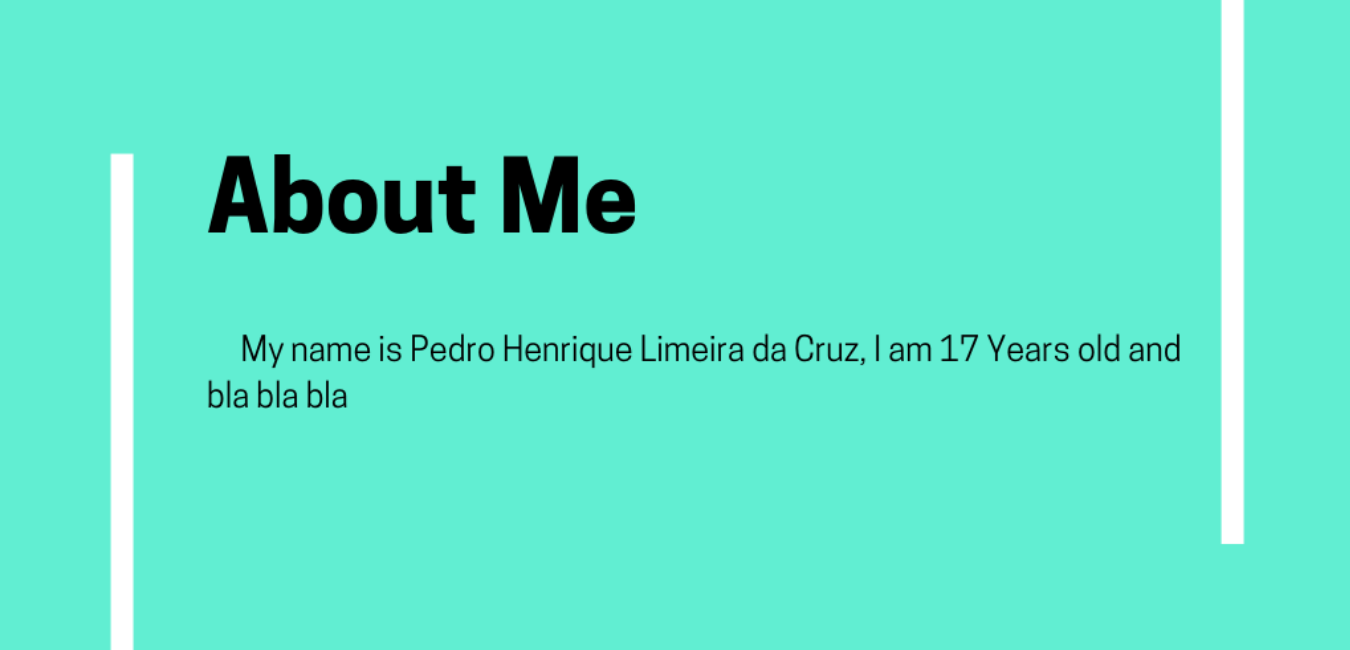 About Me
My name is Pedro Henrique Limeira da Cruz, I am 17 Years old and
bla bla bla